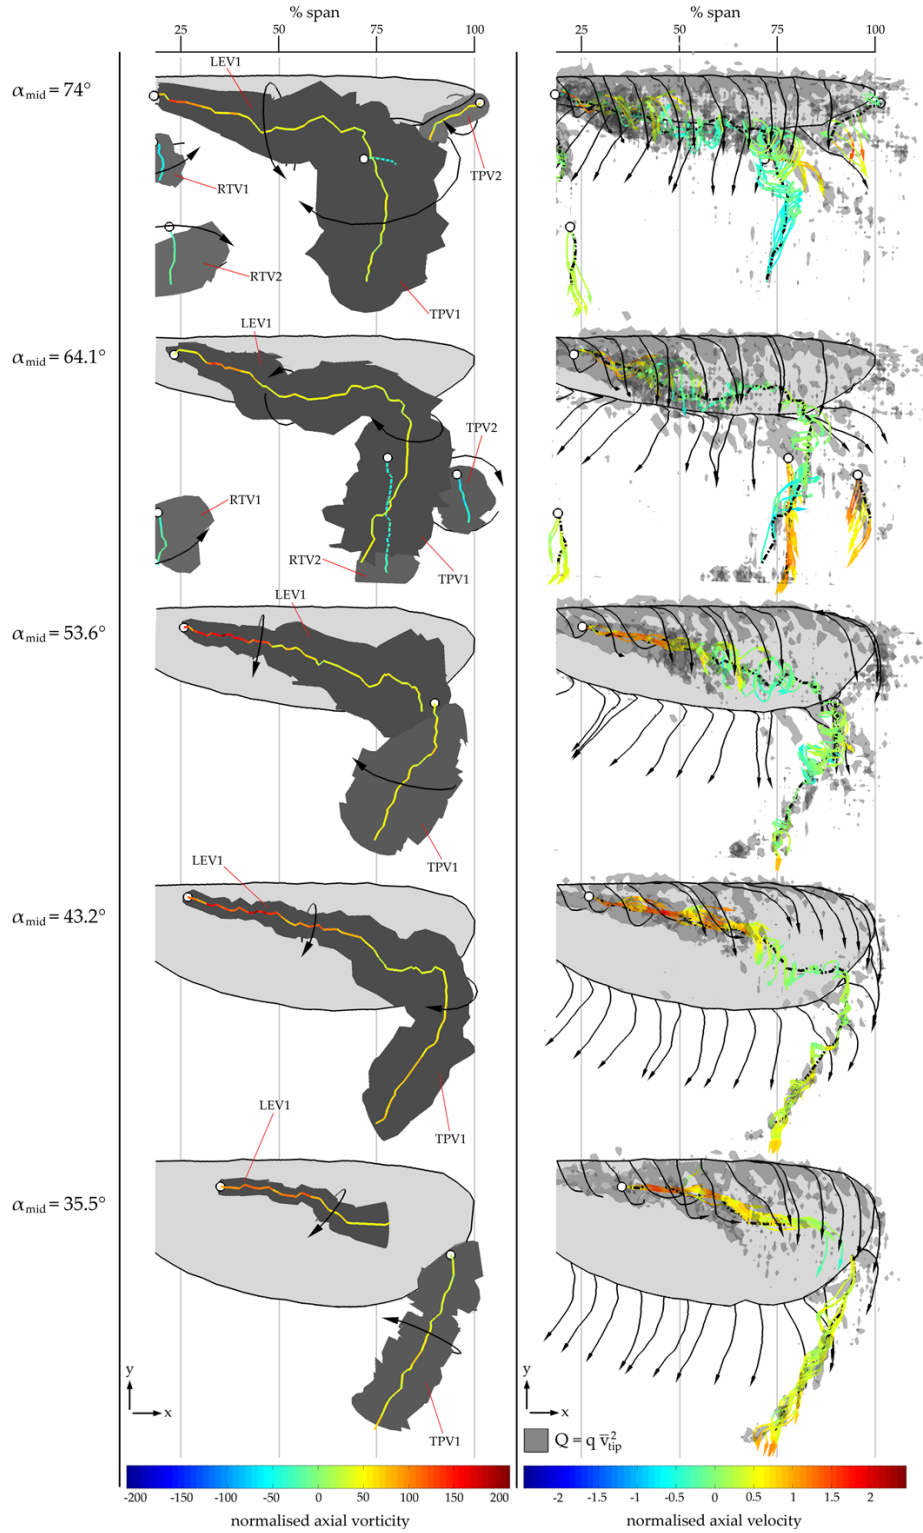 % span
% span
25
50
75
100
25
50
75
100
α_mid = 74°
LEV1
TPV2
RTV1
RTV2
TPV1
α_mid = 64.1°
LEV1
TPV2
RTV1
RTV2
TPV1
α_mid = 53.6°
LEV1
TPV1
α_mid = 43.2°
LEV1
TPV1
α_mid = 35.5°
LEV1
TPV1
y
x
y
x
Q = q v̄²_tip
-200
-150
-100
-50
0
50
100
150
200
-2
-1.5
-1
-0.5
0
0.5
1
1.5
2
normalised axial vorticity
normalised axial velocity